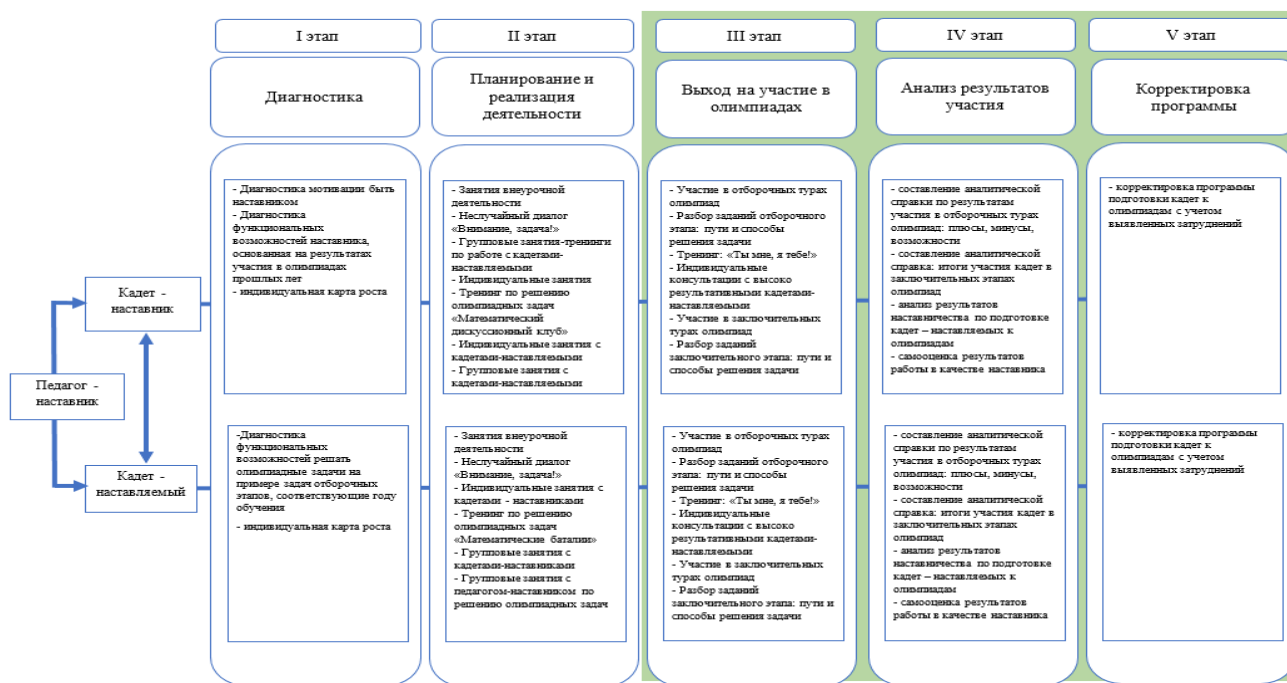 I этап
II этап
III этап
IV этап
V этап
Диагностика
Планирование и
реализация
деятельности
Выход на участие в
олимпиадах
Анализ результатов
участия
Корректировка
программы
Педагог -
наставник
Кадет -
наставник
- Диагностика мотивации быть
наставником
- Диагностика
функциональных
возможностей наставника,
основанная на результатах
участия в олимпиадах
прошлых лет
- индивидуальная карта роста
- Занятия внеурочной
деятельности
- Неслучайный диалог
«Внимание, задача!»
- Групповые занятия-тренинги
по работе с кадетами-
наставляемыми
- Индивидуальные занятия
- Тренинг по решению
олимпиадных задач
«Математический
дискуссионный клуб»
- Индивидуальные занятия с
кадетами-наставляемыми
- Групповые занятия с
кадетами-наставляемыми
- Участие в отборочных турах
олимпиад
- Разбор заданий отборочного
этапа: пути и способы
решения задачи
- Тренинг: «Ты мне, я тебе!»
- Индивидуальные
консультации с высоко
результативными кадетами-
наставляемыми
- Участие в заключительных
турах олимпиад
- Разбор заданий
заключительного этапа: пути и
способы решения задачи
- составление аналитической
справки по результатам
участия в отборочных турах
олимпиад: плюсы, минусы,
возможности
- составление аналитической
справка: итоги участия кадет в
заключительных этапах
олимпиад
- анализ результатов
наставничества по подготовке
кадет – наставляемых к
олимпиадам
- самооценка результатов
работы в качестве наставника
- корректировка программы
подготовки кадет к
олимпиадам с учетом
выявленных затруднений
Кадет -
наставляемый
-Диагностика
функциональных
возможностей решать
олимпиадные задачи на
примере задач отборочных
этапов, соответствующие году
обучения
- индивидуальная карта роста
- Занятия внеурочной
деятельности
- Неслучайный диалог
«Внимание, задача!»
- Индивидуальные занятия с
кадетами - наставниками
- Тренинг по решению
олимпиадных задач
«Математические баталии»
- Групповые занятия с
кадетами-наставниками
- Групповые занятия с
педагогом-наставником по
решению олимпиадных задач
- Участие в отборочных турах
олимпиад
- Разбор заданий отборочного
этапа: пути и способы
решения задачи
- Тренинг: «Ты мне, я тебе!»
- Индивидуальные
консультации с высоко
результативными кадетами-
наставляемыми
- Участие в заключительных
турах олимпиад
- Разбор заданий
заключительного этапа: пути и
способы решения задачи
- составление аналитической
справки по результатам
участия в отборочных турах
олимпиад: плюсы, минусы,
возможности
- составление аналитической
справка: итоги участия кадет в
заключительных этапах
олимпиад
- анализ результатов
наставничества по подготовке
кадет – наставляемых к
олимпиадам
- самооценка результатов
работы в качестве наставника
- корректировка программы
подготовки кадет к
олимпиадам с учетом
выявленных затруднений